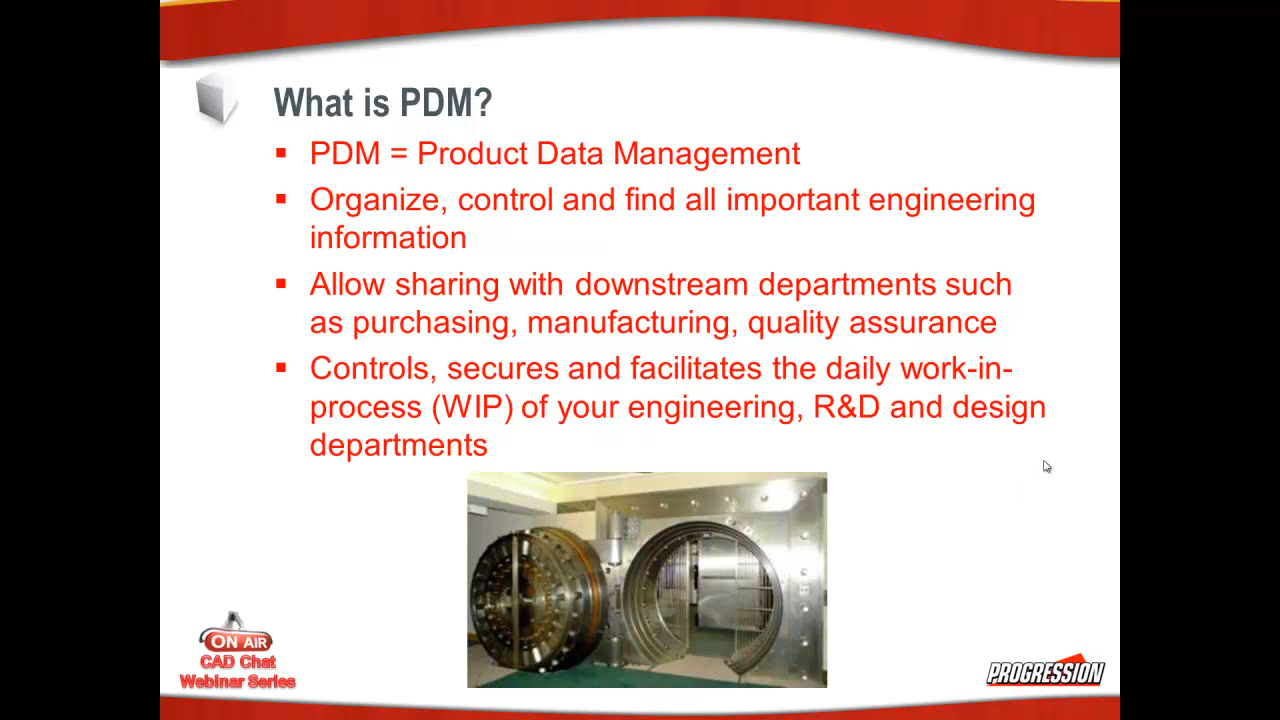 What is PDM?
▪ PDM = Product Data Management
▪ Organize, control and find all important engineering
information
▪ Allow sharing with downstream departments such
as purchasing, manufacturing, quality assurance
▪ Controls, secures and facilitates the daily work-in-
process (WIP) of your engineering, R&D and design
departments
ON AIR
CAD Chat
Webinar Series
PROGRESSION